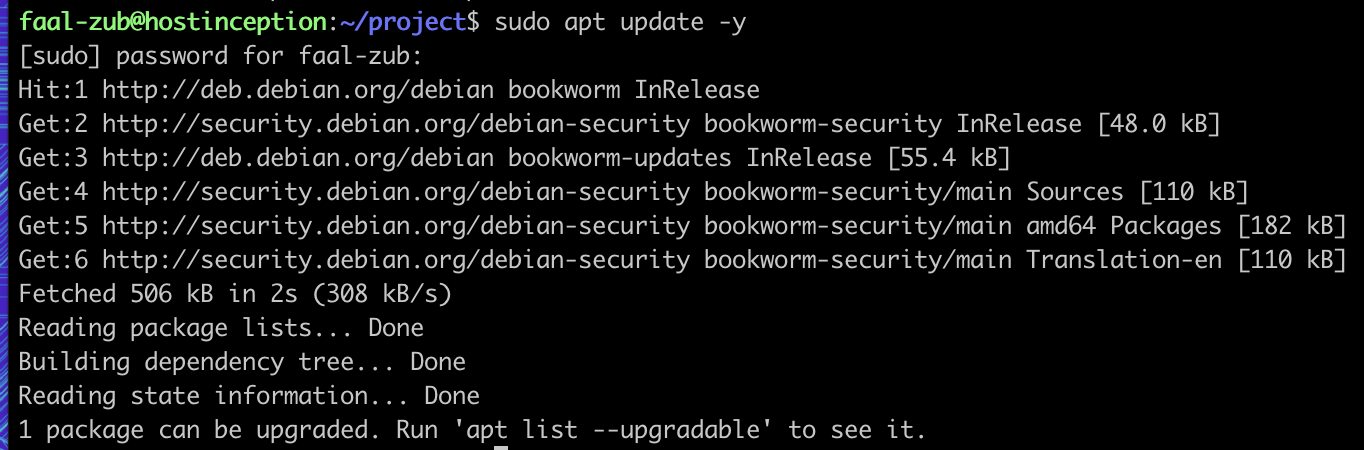 faal-zub@hostinception:~/project$ sudo apt update -y
[sudo] password for faal-zub:
Hit:1 http://deb.debian.org/debian bookworm InRelease
Get:2 http://security.debian.org/debian-security bookworm-security InRelease [48.0 kB]
Get:3 http://deb.debian.org/debian bookworm-updates InRelease [55.4 kB]
Get:4 http://security.debian.org/debian-security bookworm-security/main Sources [110 kB]
Get:5 http://security.debian.org/debian-security bookworm-security/main amd64 Packages [182 kB]
Get:6 http://security.debian.org/debian-security bookworm-security/main Translation-en [110 kB]
Fetched 506 kB in 2s (308 kB/s)
Reading package lists... Done
Building dependency tree... Done
Reading state information... Done
1 package can be upgraded. Run 'apt list --upgradable' to see it.